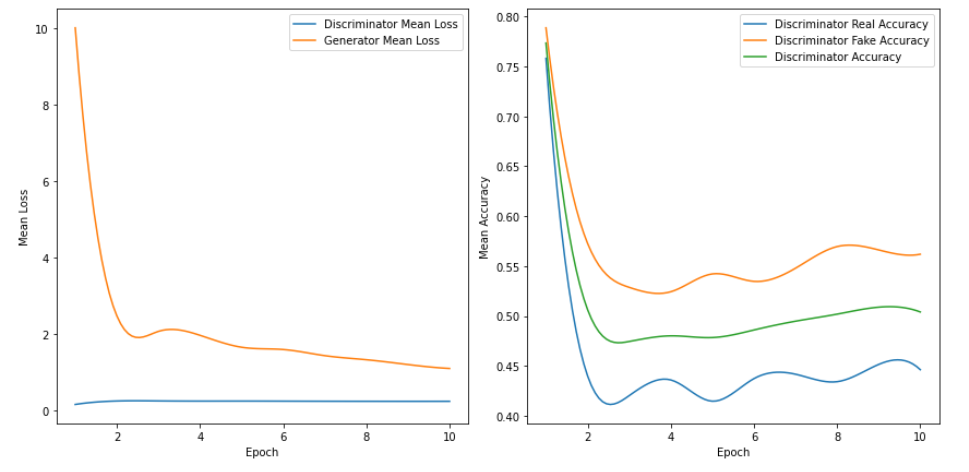 Discriminator Mean Loss
Generator Mean Loss
10
8
6
4
2
0
Mean Loss
2
4
6
8
10
Epoch
Discriminator Real Accuracy
Discriminator Fake Accuracy
Discriminator Accuracy
0.80
0.75
0.70
0.65
0.60
0.55
0.50
0.45
0.40
Mean Accuracy
2
4
6
8
10
Epoch